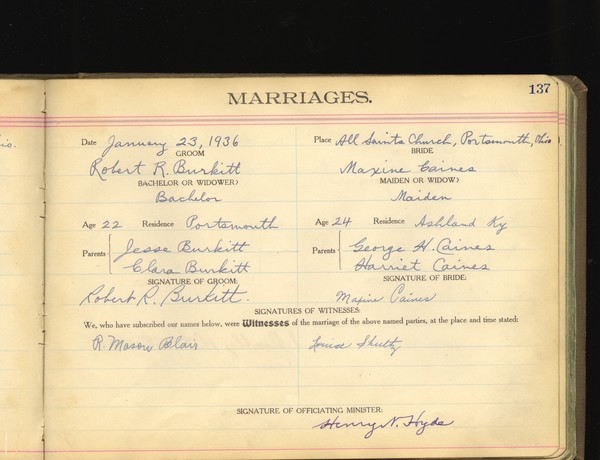 137
MARRIAGES.
io.
Date January 23, 1936 Place All Saints Church, Portsmouth, Ohio
GROOM BRIDE
Robert R. Burkitt Maxine Caines
BACHELOR OR WIDOWER? MAIDEN OR WIDOW?
Bachelor Maiden
Age 22 Residence Portsmouth Age 24 Residence Ashland Ky
Parents Jesse Burkitt Parents George H. Caines
Clara Burkitt Harriet Caines
SIGNATURE OF GROOM: SIGNATURE OF BRIDE:
Robert R. Burkitt. Maxine Caines
SIGNATURES OF WITNESSES:
We, who have subscribed our names below, were Witnesses of the marriage of the above named parties, at the place and time stated:
R. Mason Blair Shultz
SIGNATURE OF OFFICIATING MINISTER:
Henry N. Hyde